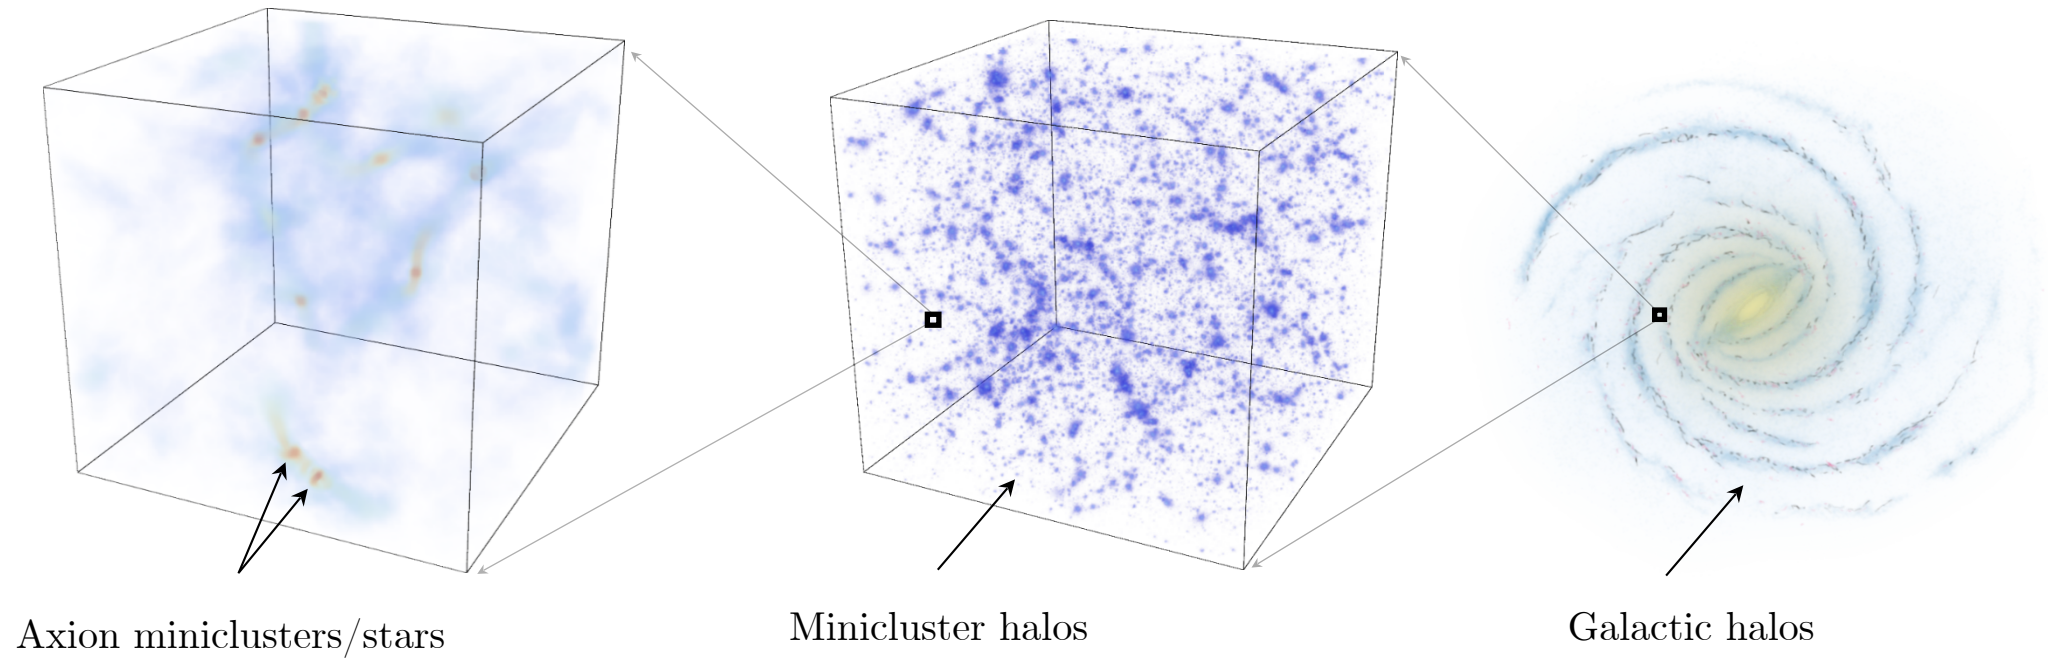 Axion miniclusters/stars
Minicluster halos
Galactic halos